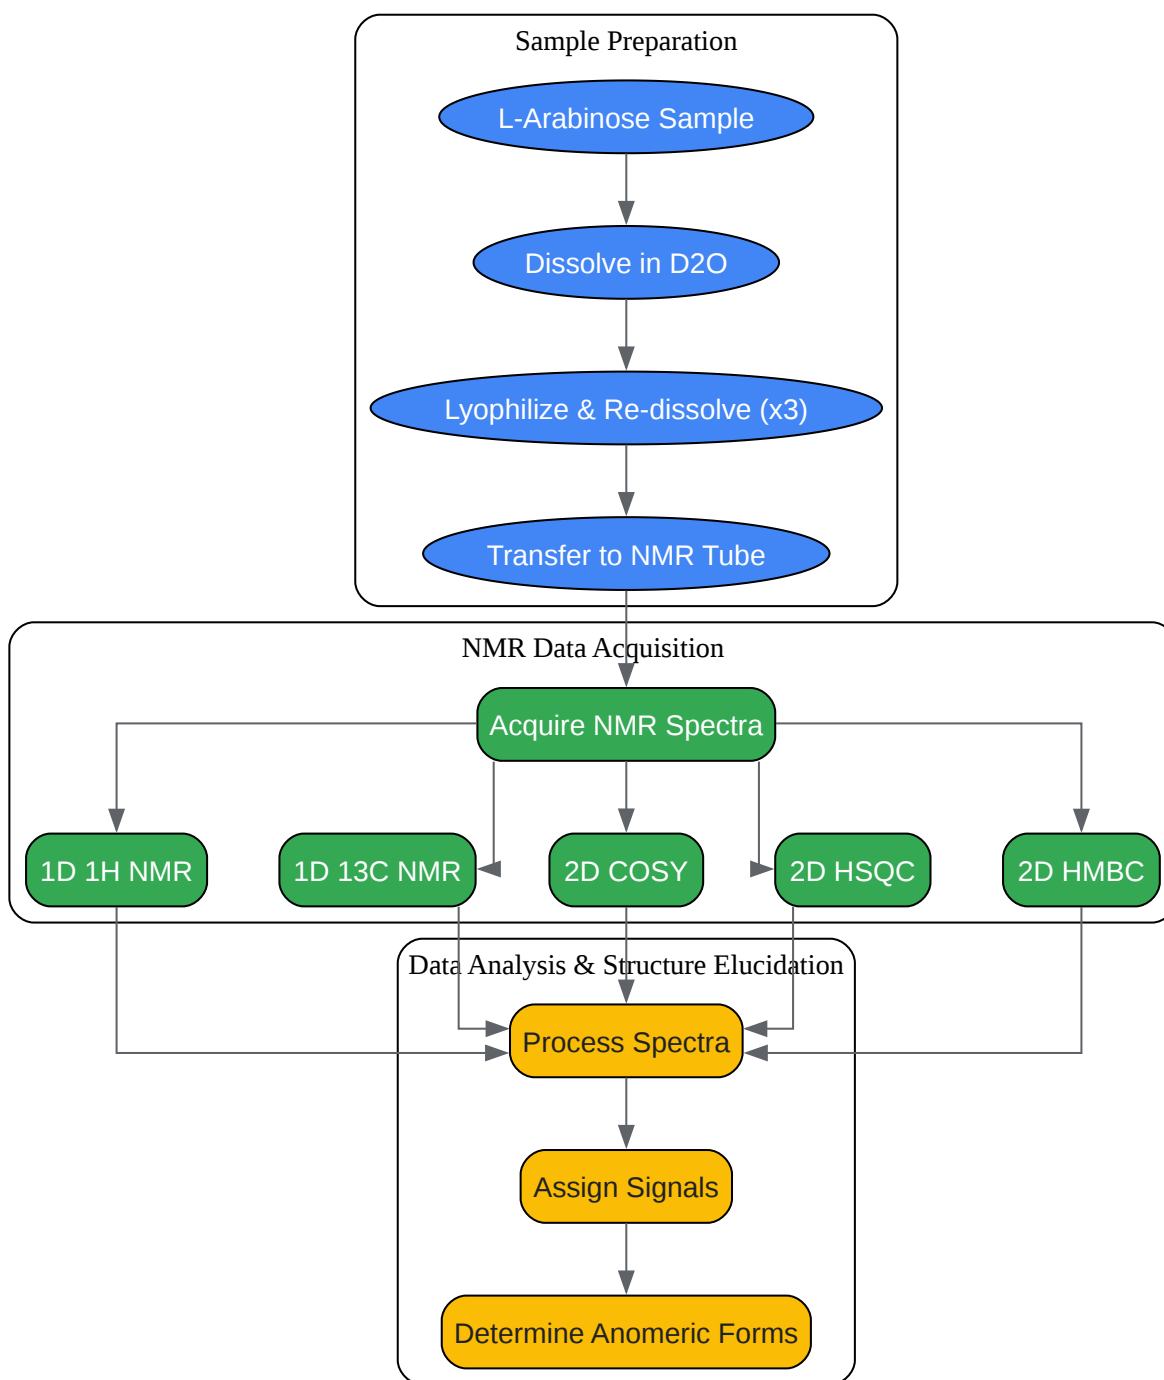 Sample Preparation
L-Arabinose Sample
Dissolve in D2O
Lyophilize & Re-dissolve (x3)
Transfer to NMR Tube
NMR Data Acquisition
Acquire NMR Spectra
1D 1H NMR
1D 13C NMR
2D COSY
2D HSQC
2D HMBC
Data Analysis & Structure Elucidation
Process Spectra
Assign Signals
Determine Anomeric Forms